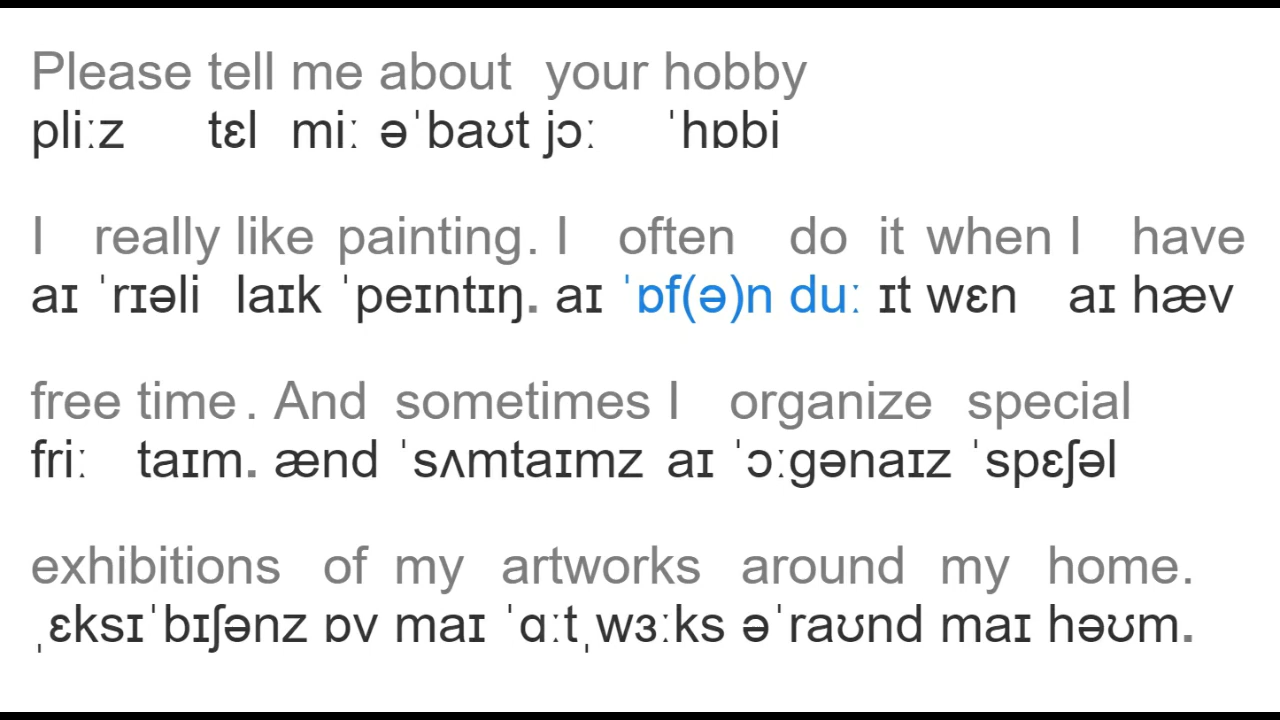 Please tell me about your hobby
pliːz tɛl miː əˈbaʊt jɔː ˈhɒbi
I really like painting. I often do it when I have
aɪ ˈrɪəli laɪk ˈpeɪntɪŋ. aɪ ˈɒf(ə)n duː ɪt wɛn aɪ hæv
free time. And sometimes I organize special
friː taɪm. ænd ˈsʌmtaɪmz aɪ ˈɔːgənaɪz ˈspɛʃəl
exhibitions of my artworks around my home.
ˌɛksɪˈbɪʃənz ɒv maɪ ˈɑːtˌwɜːks əˈraʊnd maɪ həʊm.